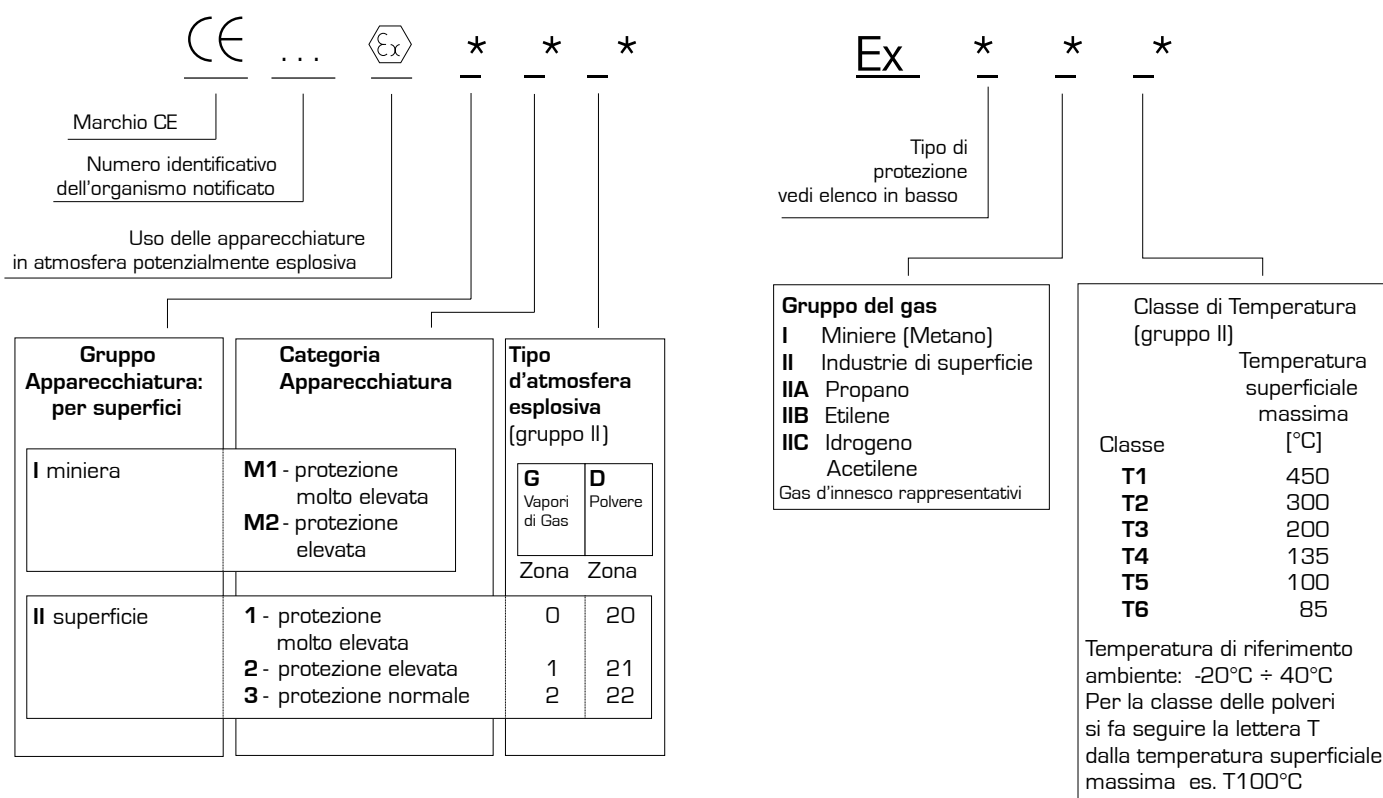 CE ... Ex * * *
Marchio CE
Numero identificativo
dell'organismo notificato
Uso delle apparecchiature
in atmosfera potenzialmente esplosiva
Gruppo
Apparecchiatura:
per superfici
Categoria
Apparecchiatura
Tipo
d'atmosfera
esplosiva
(gruppo II)
I miniera
M1 - protezione
molto elevata
M2 - protezione
elevata
G
Vapori
di Gas
D
Polvere
Zona Zona
II superficie
1 - protezione 0 20
molto elevata
2 - protezione elevata 1 21
3 - protezione normale 2 22
Ex * * *
Tipo di
protezione
vedi elenco in basso
Gruppo del gas
I Miniere (Metano)
II Industrie di superficie
IIA Propano
IIB Etilene
IIC Idrogeno
Acetilene
Gas d'innesco rappresentativi
Classe di Temperatura
(gruppo II)
Temperatura
superficiale
massima
Classe [°C]
T1 450
T2 300
T3 200
T4 135
T5 100
T6 85
Temperatura di riferimento
ambiente: -20°C ÷ 40°C
Per la classe delle polveri
si fa seguire la lettera T
dalla temperatura superficiale
massima es. T100°C